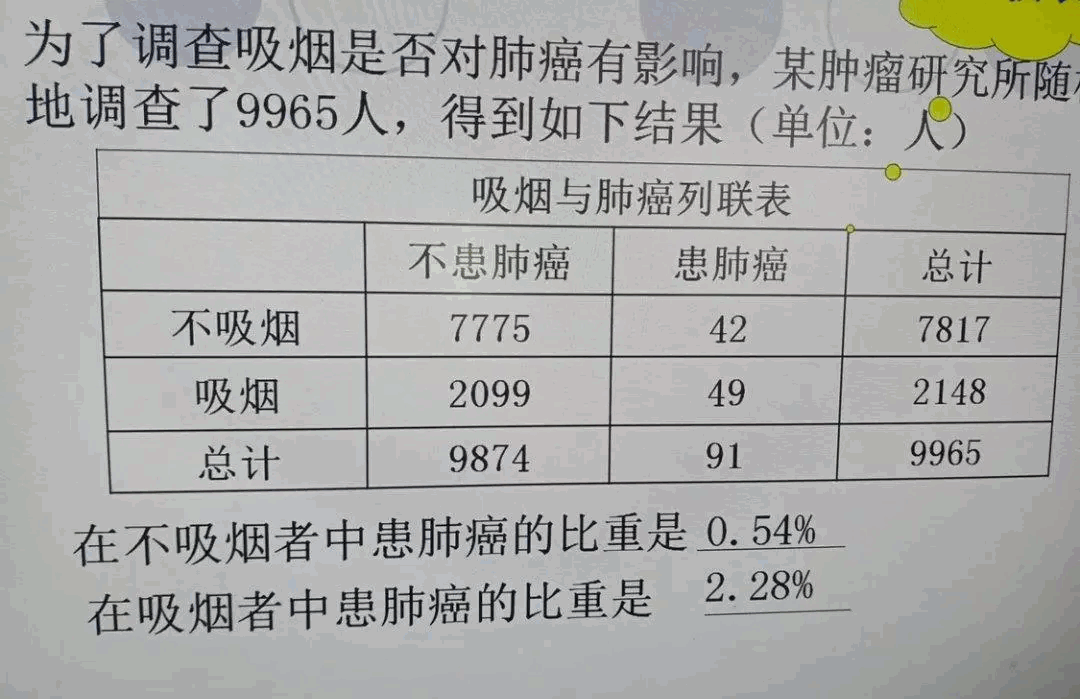 为了调查吸烟是否对肺癌有影响，某肿瘤研究所随
地调查了9965人，得到如下结果（单位：人）
吸烟与肺癌列联表
不患肺癌 患肺癌 总计
不吸烟 7775 42 7817
吸烟 2099 49 2148
总计 9874 91 9965
在不吸烟者中患肺癌的比重是 0.54%
在吸烟者中患肺癌的比重是 2.28%